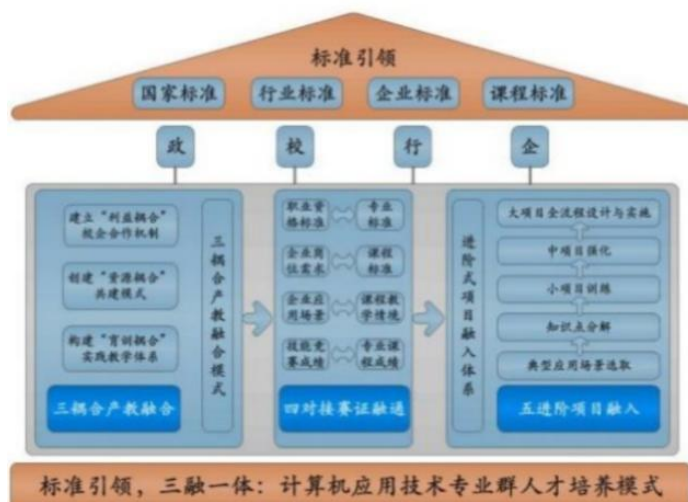 标准引领
国家标准
行业标准
企业标准
课程标准
政
校
行
企
建立“利益耦合”
校企合作机制
创建“资源耦合”
共建模式
构建“育训耦合”
实践教学体系
三耦合产教融合
三耦合产教融合模式
职业资
格标准
专业
标准
企业岗
位需求
课程
标准
企业应
用场景
课程教
学情境
技能竞
赛成绩
专业课
程成绩
四对接赛证融通
进阶式项目融入体系
大项目全流程设计与实施
中项目强化
小项目训练
知识点分解
典型应用场景选取
五进阶项目融入
标准引领，三融一体：计算机应用技术专业群人才培养模式